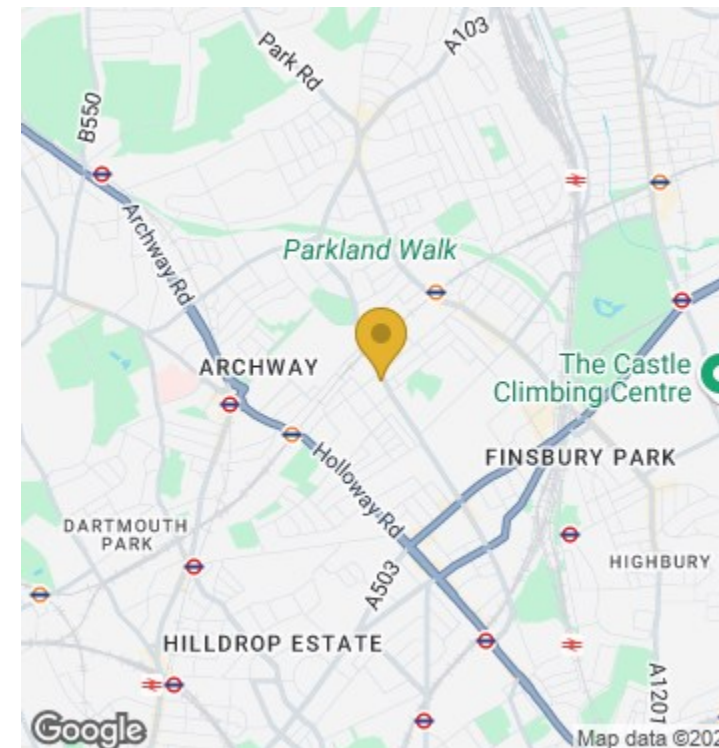 Park Rd
A103
B550
Archway Rd
Parkland Walk
ARCHWAY
The Castle
Climbing Centre
Holloway Rd
FINSBURY PARK
DARTMOUTH
PARK
A503
HIGHBURY
HILLDROP ESTATE
A1201
Google
Map data ©202